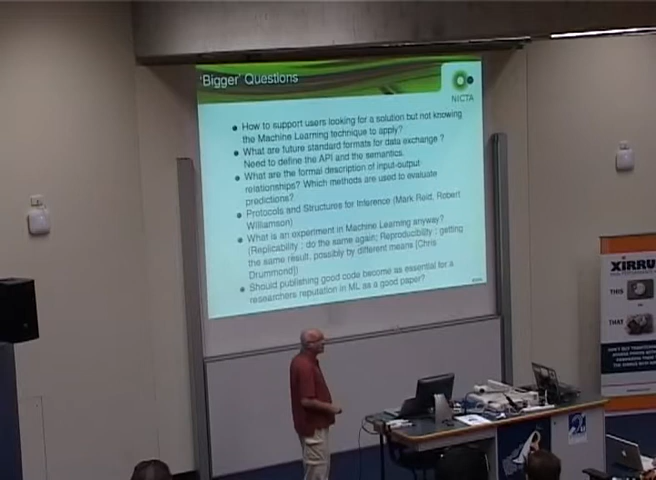 'Bigger' Questions
NICTA
How to support users looking for a solution but not knowing
the Machine Learning technique to apply?
What are future standard formats for data exchange ?
Need to define the API and the semantics.
What are the formal description of input-output
relationships? Which methods are used to evaluate
predictions?
Protocols and Structures for Inference (Mark Reid, Robert
Williamson)
What is an experiment in Machine Learning anyway?
(Replicability : do the same again; Reproducibility : getting
the same result, possibly by different means [Chris
Drummond])
Should publishing good code become as essential for a
researchers reputation in ML as a good paper?
XIRRU
THIS
THAT